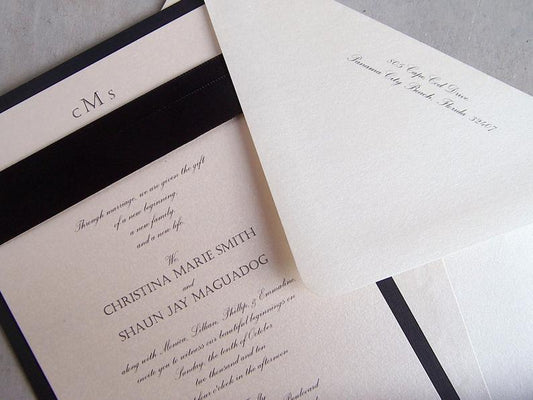 cMs
Through marriage, we are given the gift
of a new beginning,
a new family
and a new life.
We,
CHRISTINA MARIE SMITH
and
SHAUN JAY MAGUADOG
along with Monica, Lillian, Phillip, & Emmaline
invite you to witness our beautiful beginnings on
Sunday, the tenth of October
two thousand and ten
o'clock in the afternoon
Boulevard
805 Cape Cod Drive
Panama City Beach, Florida, 32407